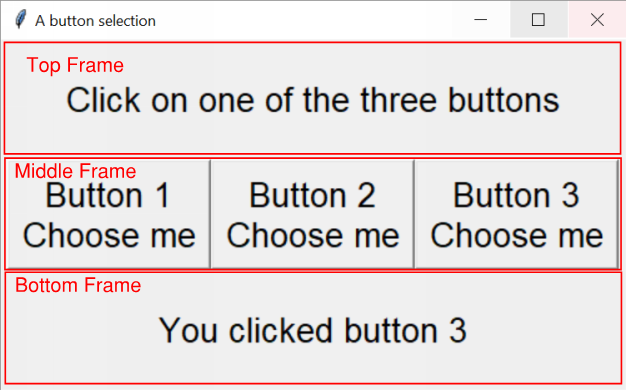 A button selection
Top Frame
Click on one of the three buttons
Middle Frame
Button 1
Choose me
Button 2
Choose me
Button 3
Choose me
Bottom Frame
You clicked button 3